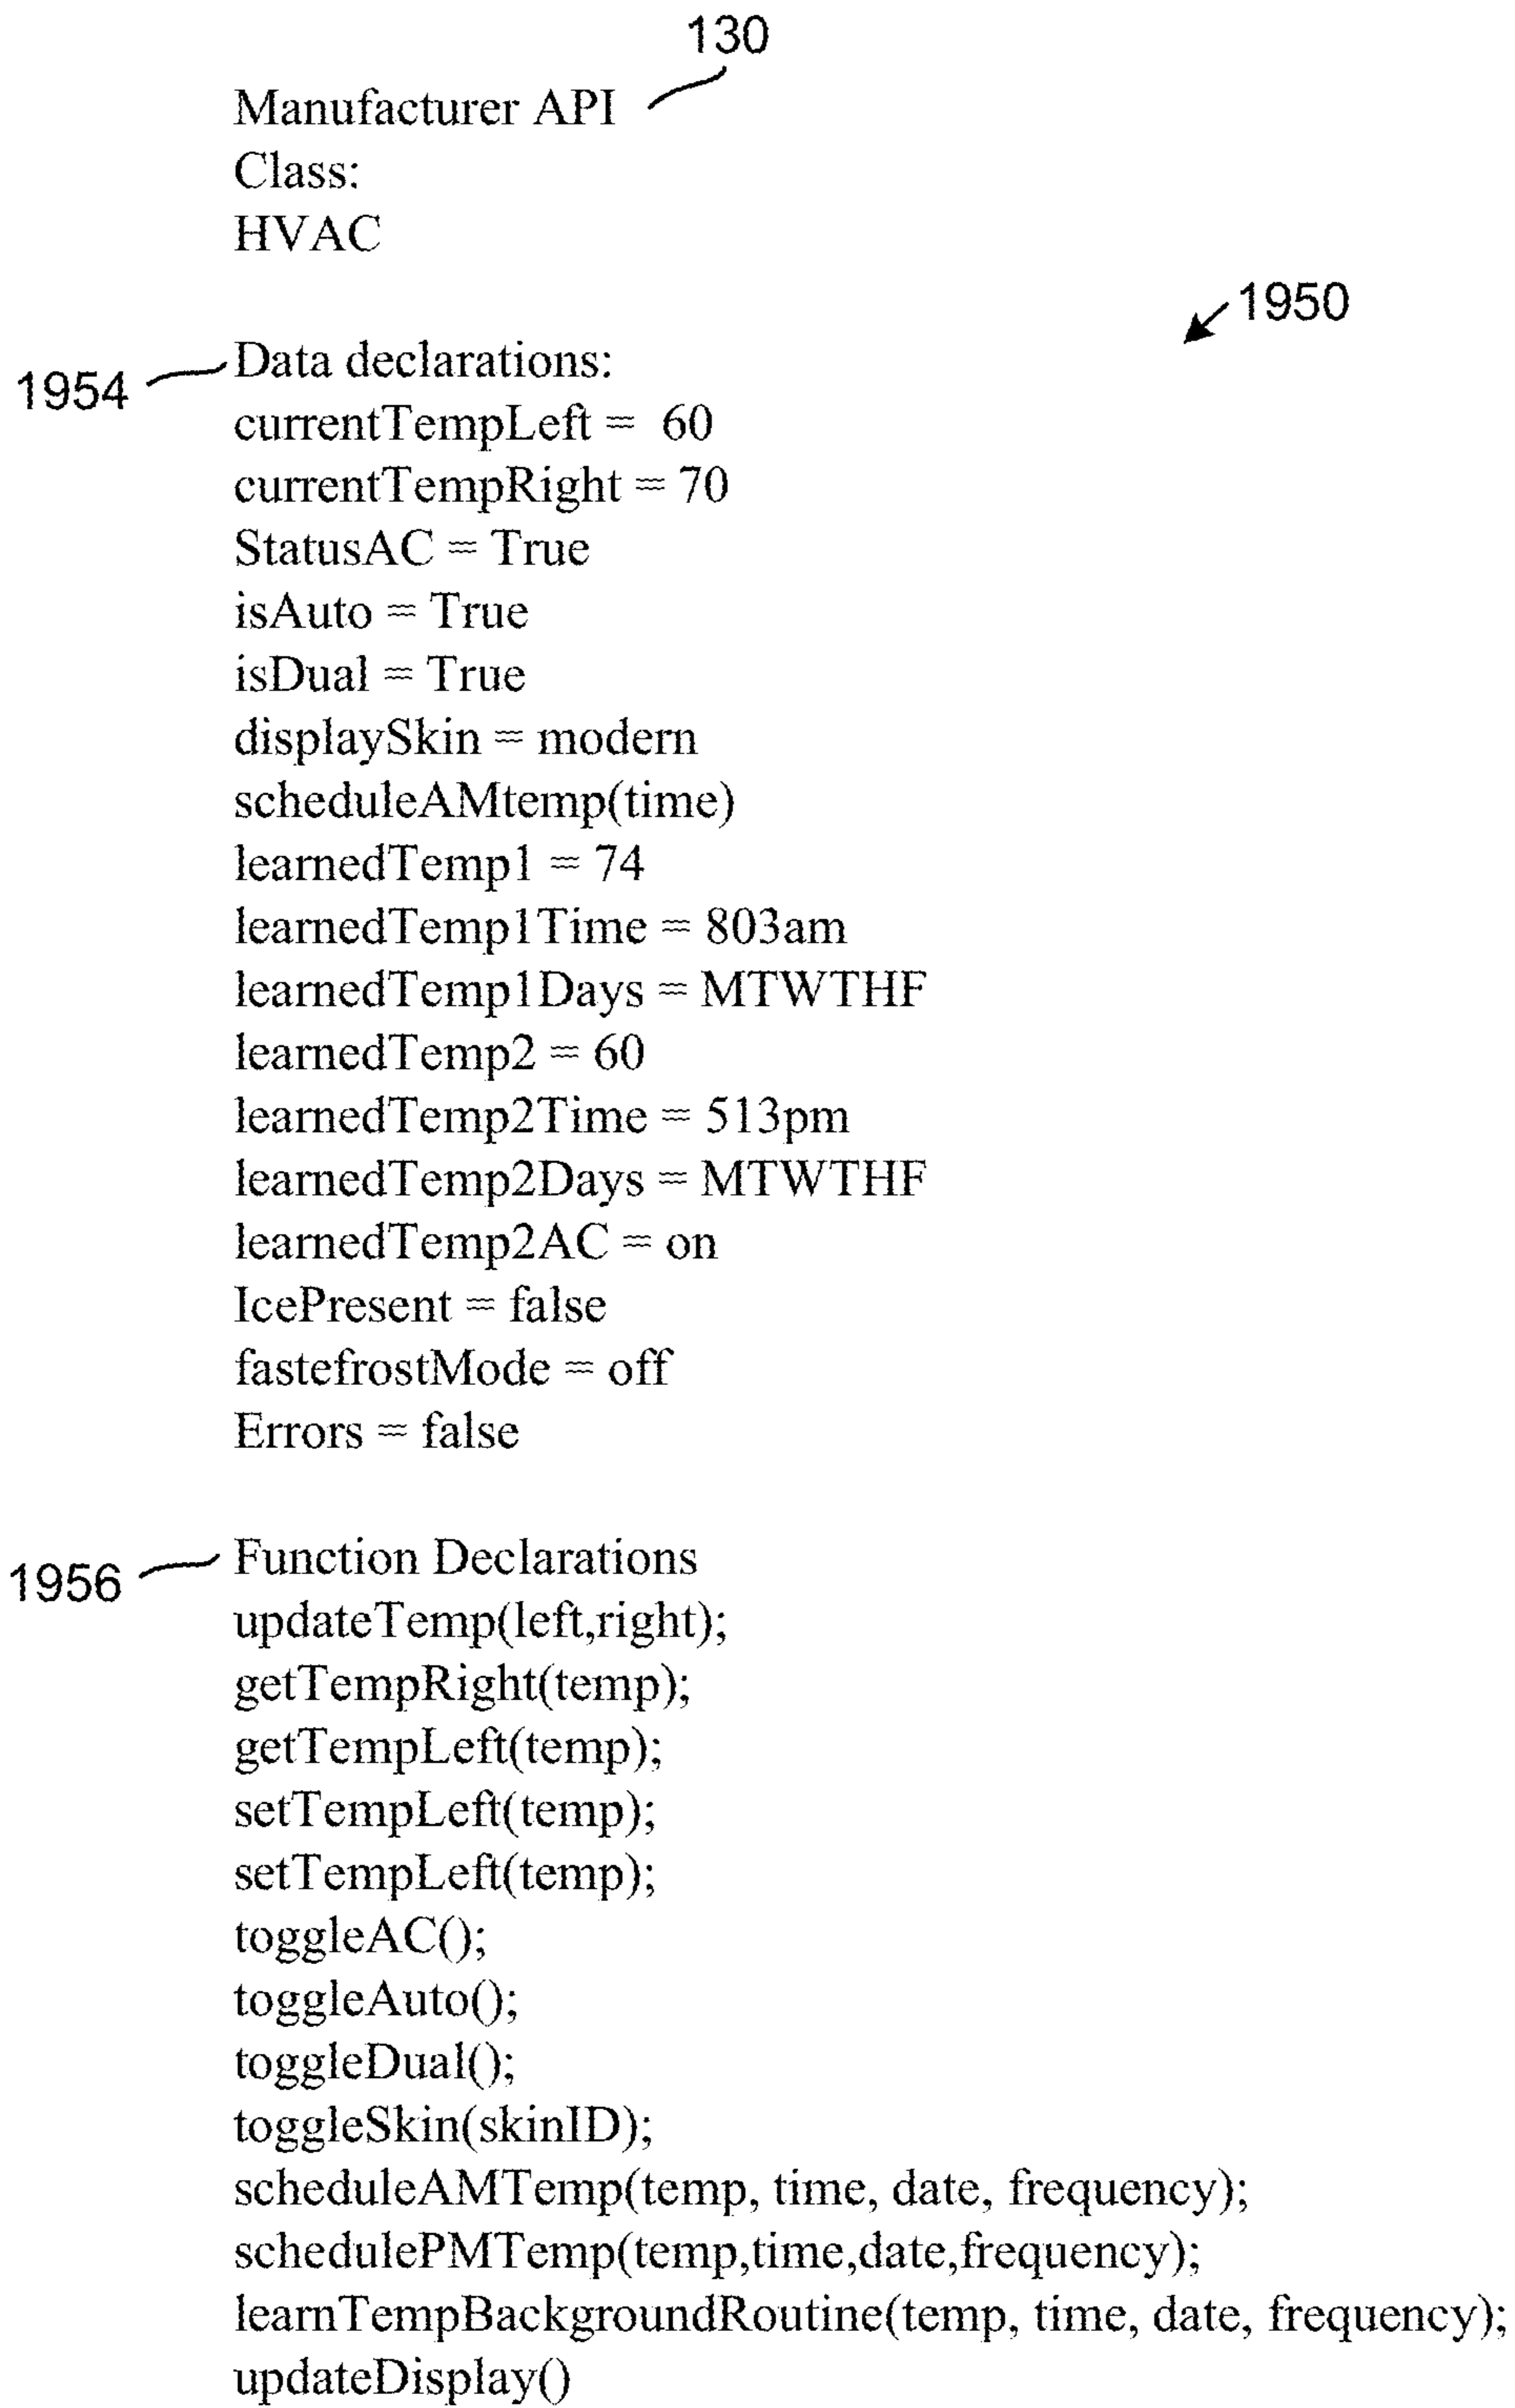 130
Manufacturer API
Class:
HVAC
1950
1954
Data declarations:
currentTempLeft = 60
currentTempRight = 70
StatusAC = True
isAuto = True
isDual = True
displaySkin = modern
scheduleAMtemp(time)
learnedTemp1 = 74
learnedTemp1Time = 803am
learnedTemp1Days = MTWTHF
learnedTemp2 = 60
learnedTemp2Time = 513pm
learnedTemp2Days = MTWTHF
learnedTemp2AC = on
IcePresent = false
fastefrostMode = off
Errors = false
1956
Function Declarations
updateTemp(left,right);
getTempRight(temp);
getTempLeft(temp);
setTempLeft(temp);
setTempLeft(temp);
toggleAC();
toggleAuto();
toggleDual();
toggleSkin(skinID);
scheduleAMTemp(temp, time, date, frequency);
schedulePMTemp(temp,time,date,frequency);
learnTempBackgroundRoutine(temp, time, date, frequency);
updateDisplay()